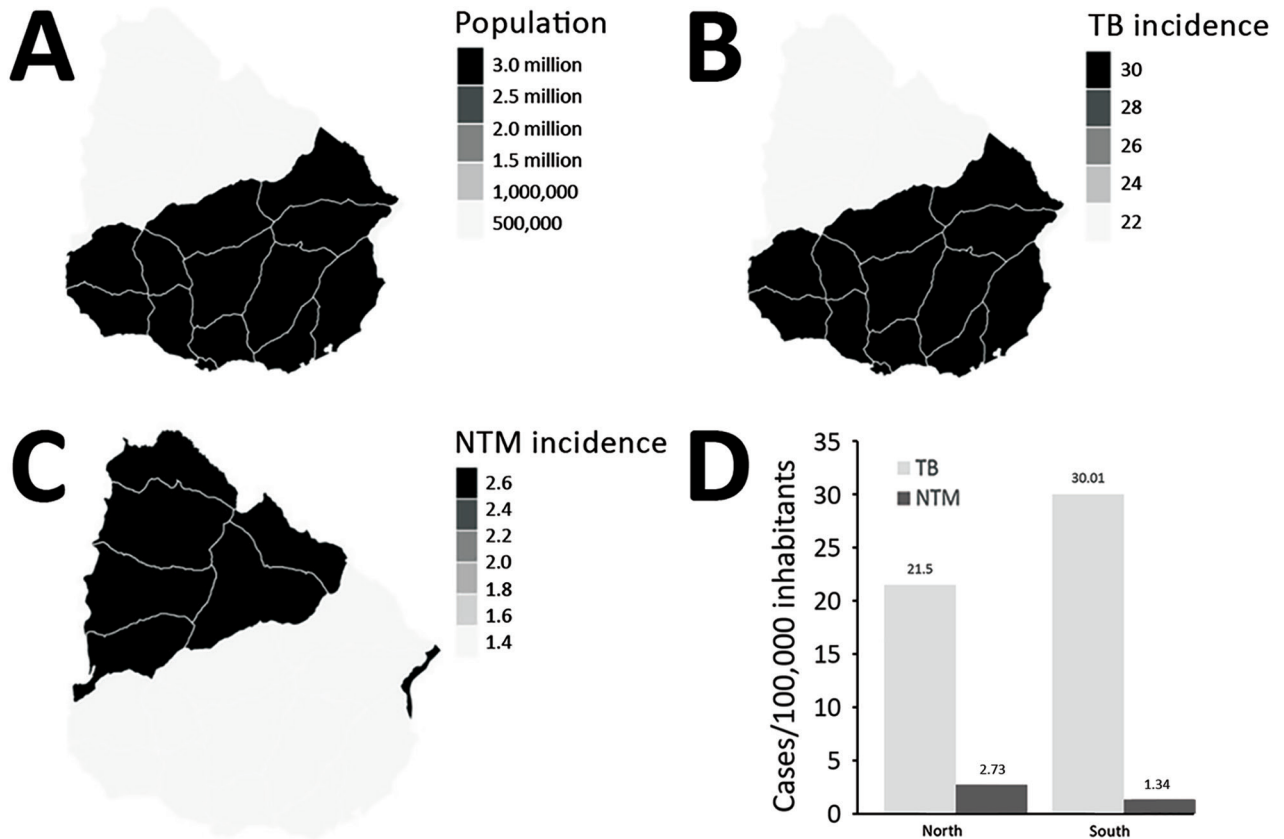 A
Population
3.0 million
2.5 million
2.0 million
1.5 million
1,000,000
500,000
B
TB incidence
30
28
26
24
22
C
NTM incidence
2.6
2.4
2.2
2.0
1.8
1.6
1.4
D
Cases/100,000 inhabitants
35
30
25
20
15
10
5
0
TB
NTM
21.5
2.73
30.01
1.34
North
South